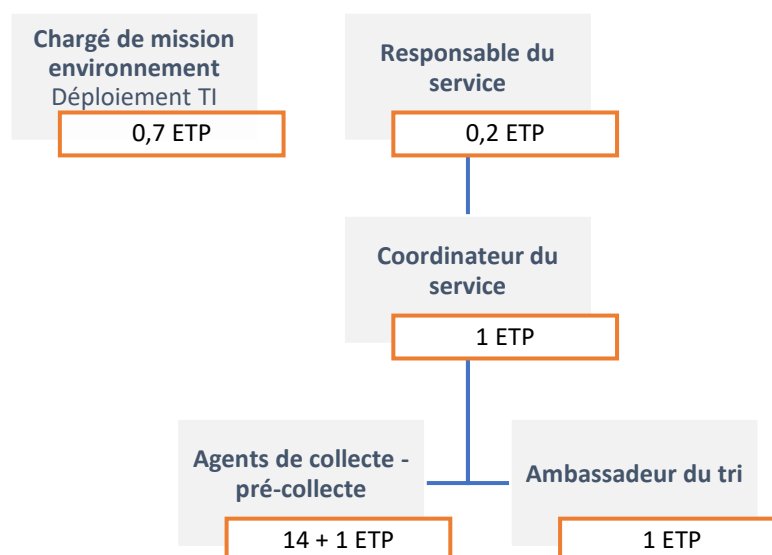 Chargé de mission
environnement
Déploiement TI
0,7 ETP
Responsable du
service
0,2 ETP
Coordinateur du
service
1 ETP
Agents de collecte -
pré-collecte
14 + 1 ETP
Ambassadeur du tri
1 ETP